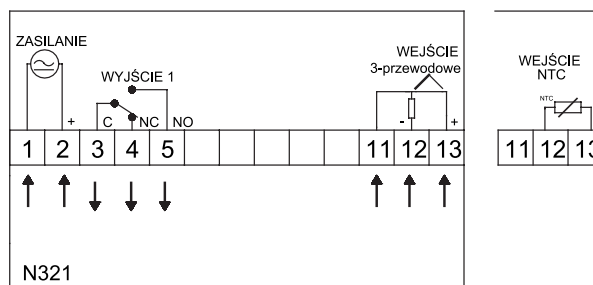 ZASILANIE
WYJŚCIE 1
WEJŚCIE
3-przewodowe
+ C NC NO - +
1 2 3 4 5 11 12 13
N321
WEJŚCIE
NTC
NTC
11 12 13